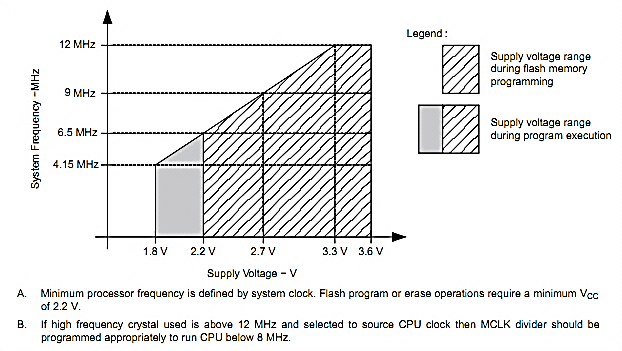 System Frequency −MHz
12 MHz
9 MHz
6.5 MHz
4.15 MHz
1.8 V 2.2 V 2.7 V 3.3 V 3.6 V
Supply Voltage − V
Legend :
Supply voltage range
during flash memory
programming
Supply voltage range
during program execution
A. Minimum processor frequency is defined by system clock. Flash program or erase operations require a minimum VCC
of 2.2 V.
B. If high frequency crystal used is above 12 MHz and selected to source CPU clock then MCLK divider should be
programmed appropriately to run CPU below 8 MHz.